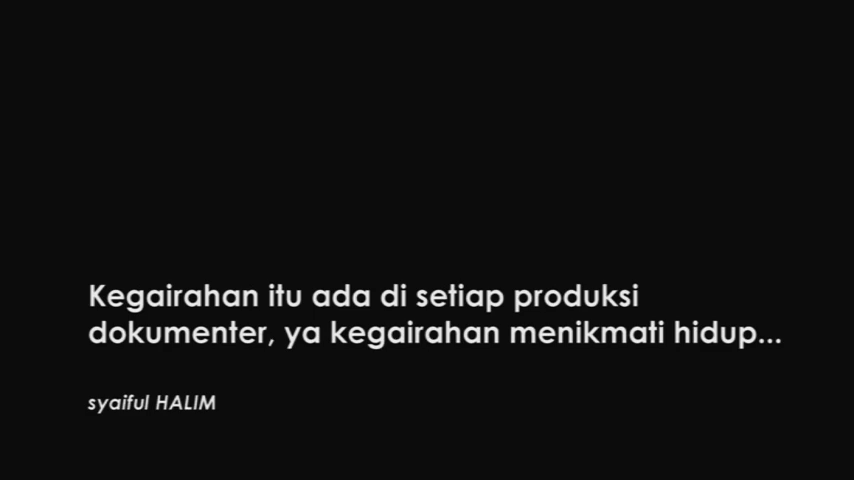 Kegairahan itu ada di setiap produksi
dokumenter, ya kegairahan menikmati hidup...
syaiful HALIM